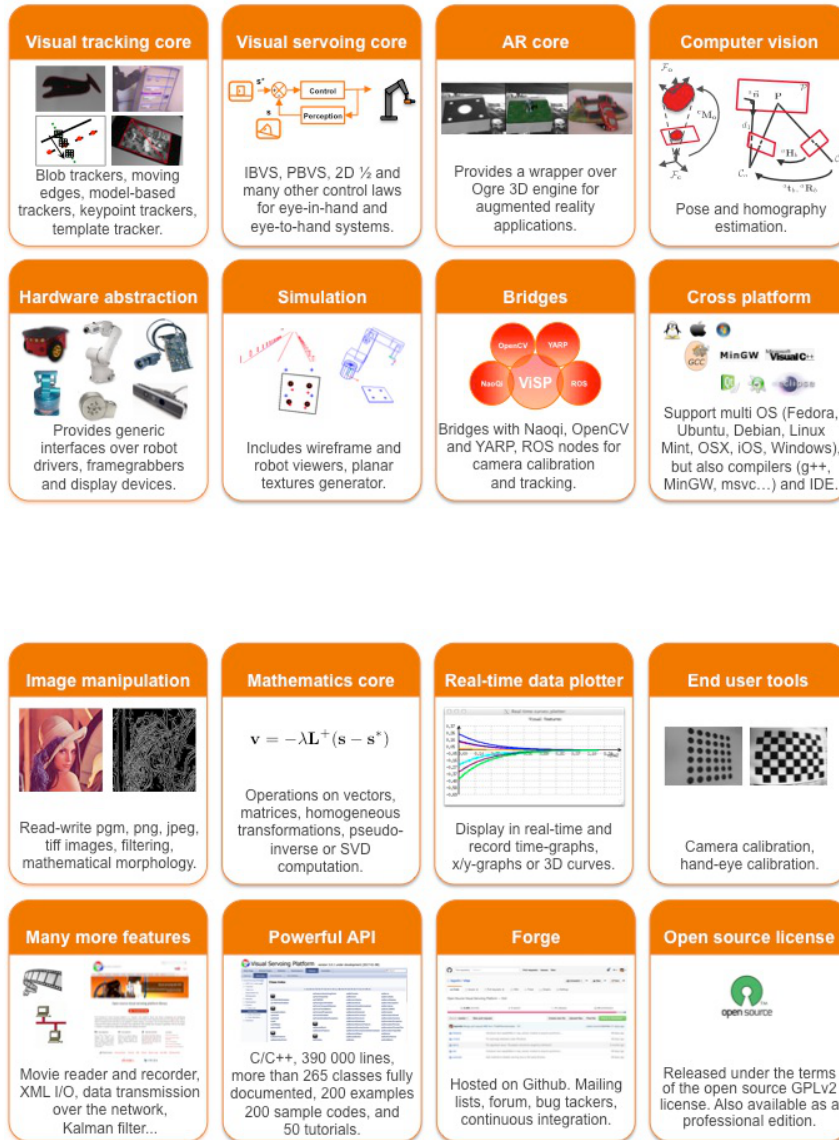 Visual tracking core
Blob trackers, moving
edges, model-based
trackers, keypoint trackers,
template tracker.
Visual servoing core
s*
Control
s
Perception
IBVS, PBVS, 2D ½ and
many other control laws
for eye-in-hand and
eye-to-hand systems.
AR core
Provides a wrapper over
Ogre 3D engine for
augmented reality
applications.
Computer vision
Pose and homography
estimation.
Hardware abstraction
Provides generic
interfaces over robot
drivers, framegrabbers
and display devices.
Simulation
Includes wireframe and
robot viewers, planar
textures generator.
Bridges
OpenCV
YARP
NaoQi
ViSP
ROS
Bridges with Naoqi, OpenCV
and YARP, ROS nodes for
camera calibration
and tracking.
Cross platform
GCC
MinGW
Microsoft
Visual C++
eclipse
Support multi OS (Fedora,
Ubuntu, Debian, Linux
Mint, OSX, iOS, Windows),
but also compilers (g++,
MinGW, msvc…) and IDE.
Image manipulation
Read-write pgm, png, jpeg,
tiff images, filtering,
mathematical morphology.
Mathematics core
v = −λL⁺(s − s*)
Operations on vectors,
matrices, homogeneous
transformations, pseudo-
inverse or SVD
computation.
Real-time data plotter
Display in real-time and
record time-graphs,
x/y-graphs or 3D curves.
End user tools
Camera calibration,
hand-eye calibration.
Many more features
Movie reader and recorder,
XML I/O, data transmission
over the network,
Kalman filter...
Powerful API
Visual Servoing Platform
C/C++, 390 000 lines,
more than 265 classes fully
documented, 200 examples
200 sample codes, and
50 tutorials.
Forge
Hosted on Github. Mailing
lists, forum, bug tackers,
continuous integration.
Open source license
open source
Released under the terms
of the open source GPLv2
license. Also available as a
professional edition.